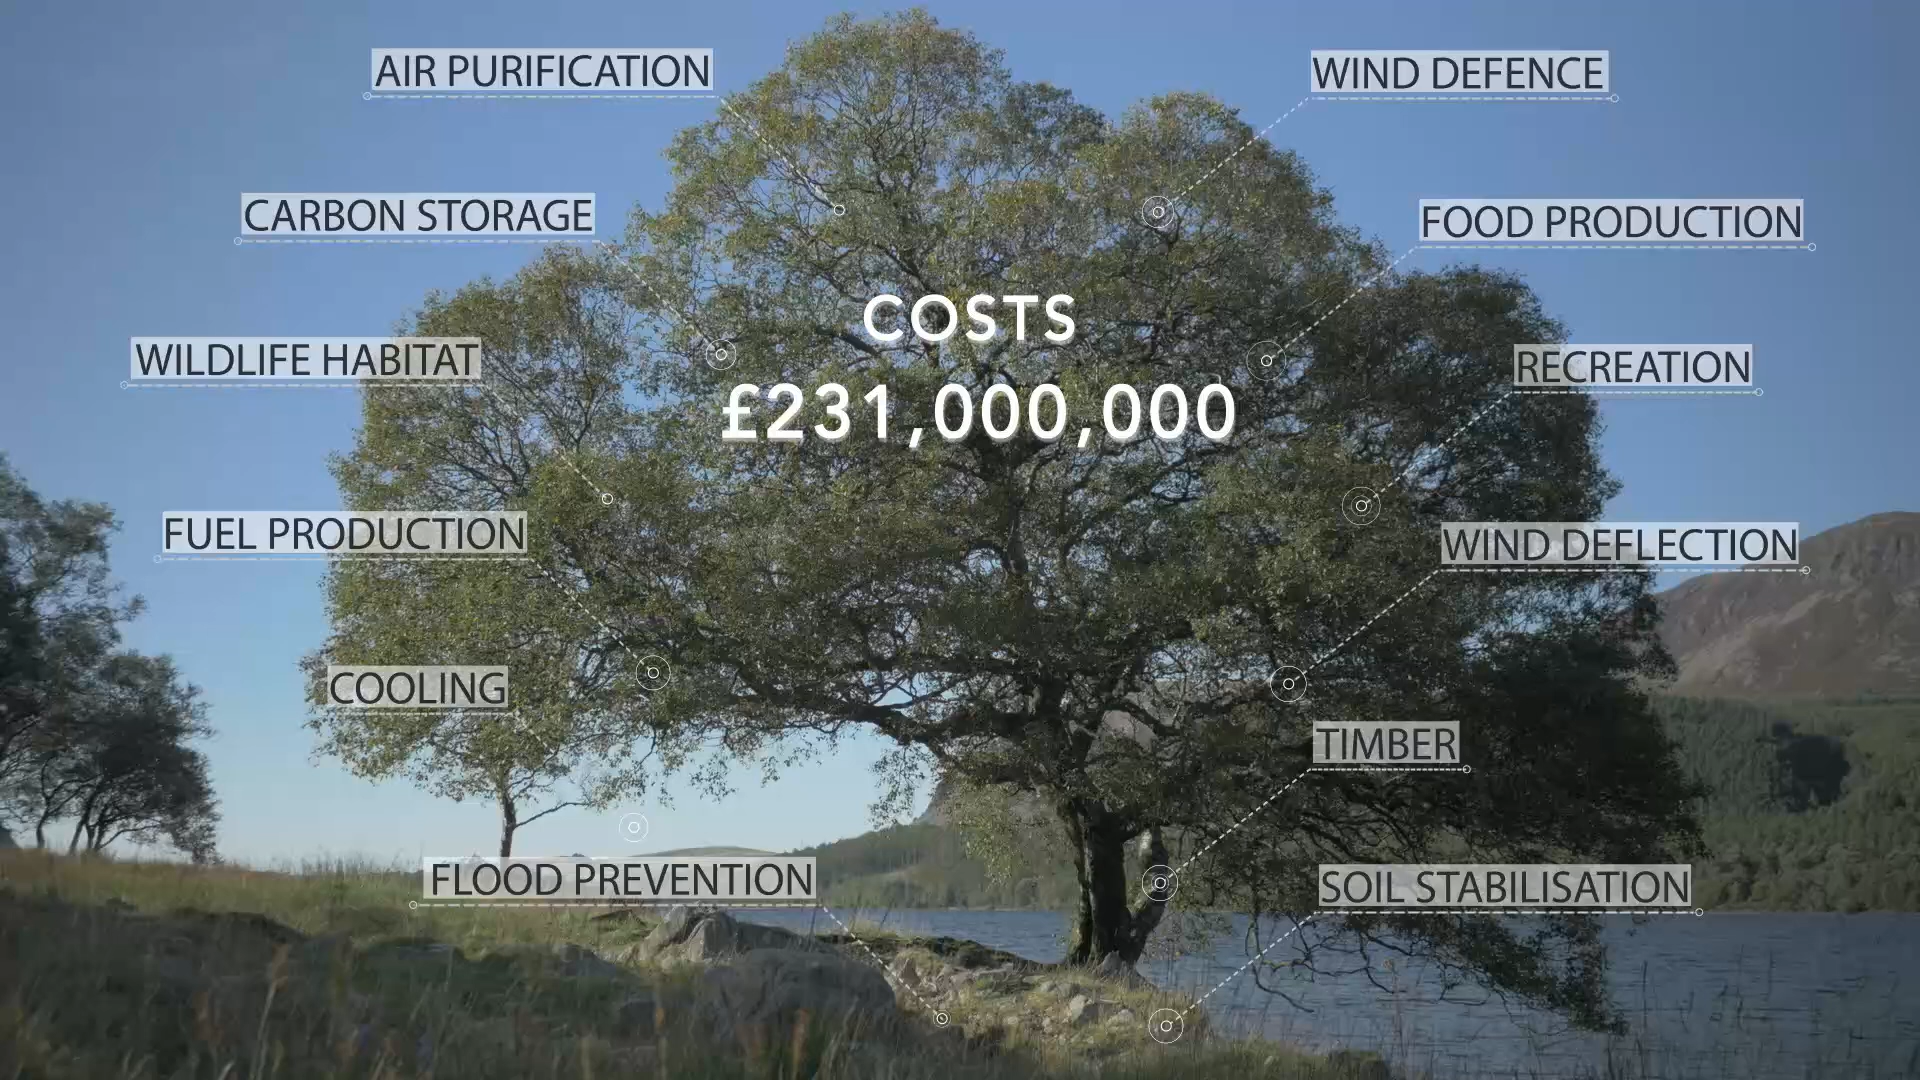 AIR PURIFICATION
WIND DEFENCE
CARBON STORAGE
FOOD PRODUCTION
COSTS
WILDLIFE HABITAT
RECREATION
£231,000,000
FUEL PRODUCTION
WIND DEFLECTION
COOLING
TIMBER
FLOOD PREVENTION
SOIL STABILISATION